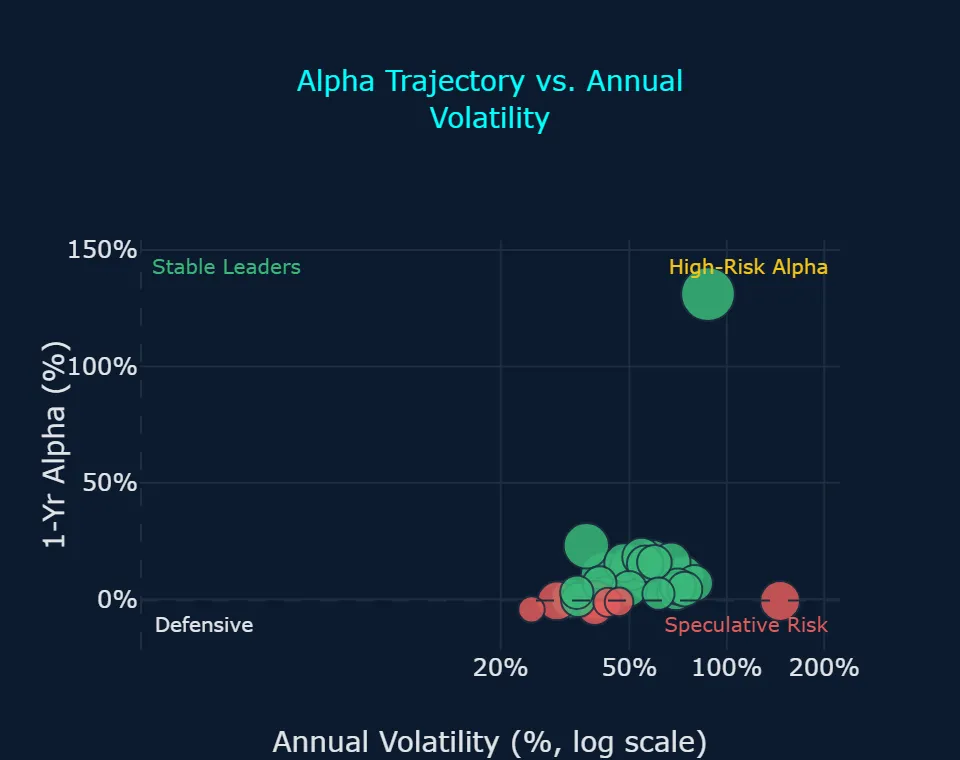 Alpha Trajectory vs. Annual
Volatility
150%
Stable Leaders
High-Risk Alpha
100%
50%
0%
1-Yr Alpha (%)
Defensive
Speculative Risk
20%
50%
100%
200%
Annual Volatility (%, log scale)